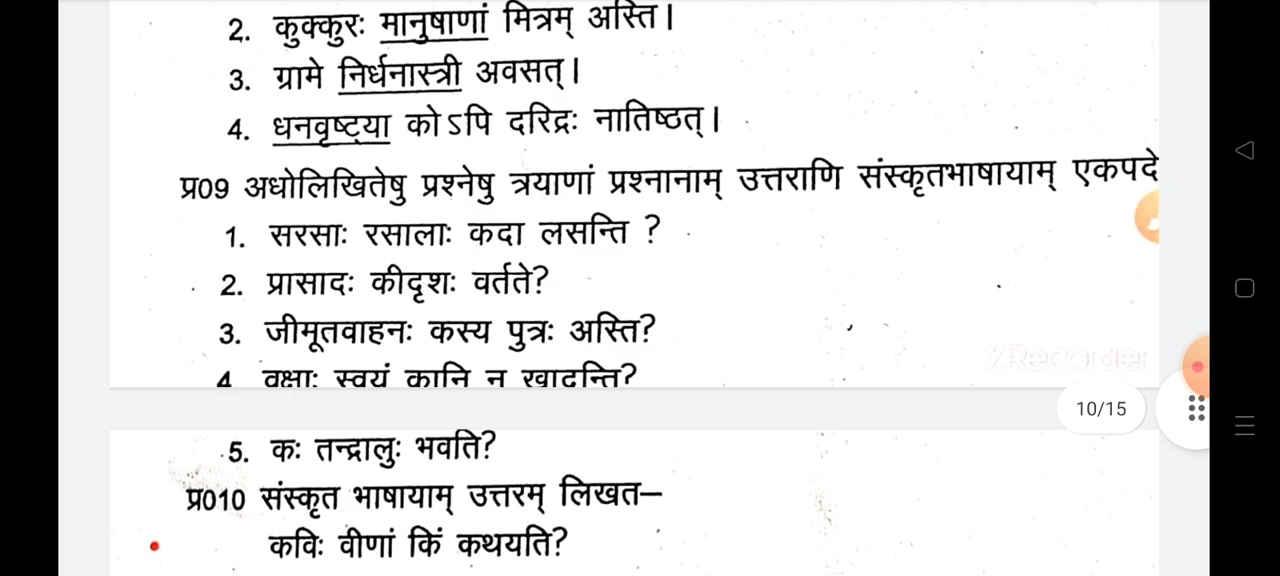 2. कुक्कुरः मानुषाणां मित्रम् अस्ति।
3. ग्रामे निर्धनास्त्री अवसत्।
4. धनवृष्ट्या कोऽपि दरिद्रः नातिष्ठत्।
प्र09 अधोलिखितेषु प्रश्नेषु त्रयाणां प्रश्नानाम् उत्तराणि संस्कृतभाषायाम् एकपदे
1. सरसाः रसालाः कदा लसन्ति ?
2. प्रासादः कीदृशः वर्तते?
3. जीमूतवाहनः कस्य पुत्रः अस्ति?
XRecorder
4 वृक्षाः स्वयं कानि न खादन्ति?
10/15
5. कः तन्द्रालुः भवति?
प्र010 संस्कृत भाषायाम् उत्तरम् लिखत–
कविः वीणां किं कथयति?